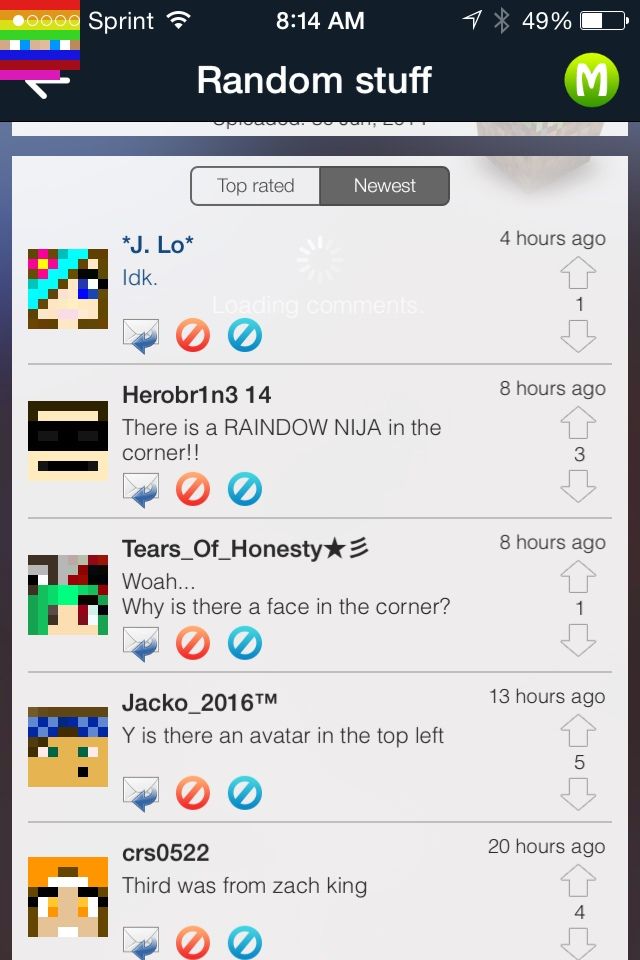 Sprint 8:14 AM 49%
Random stuff
M
Top rated Newest
*J. Lo* 4 hours ago
Idk.
1
Loading comments.
Herobr1n3 14 8 hours ago
There is a RAINDOW NIJA in the
corner!!
3
Tears_Of_Honesty★彡 8 hours ago
Woah...
Why is there a face in the corner?
1
Jacko_2016™ 13 hours ago
Y is there an avatar in the top left
5
crs0522 20 hours ago
Third was from zach king
4